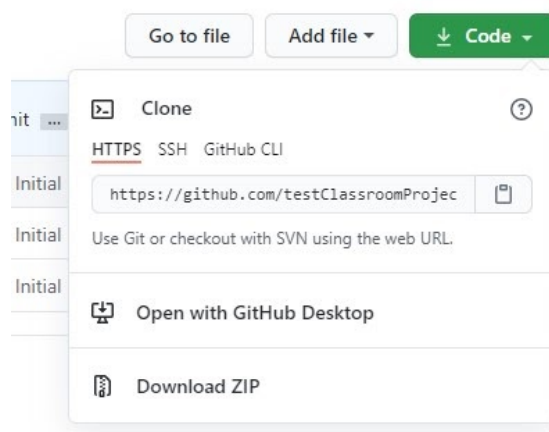 Go to file Add file Code
Clone
nit ...
HTTPS SSH GitHub CLI
Initial
https://github.com/testClassroomProjec
Initial
Use Git or checkout with SVN using the web URL.
Initial
Open with GitHub Desktop
Download ZIP